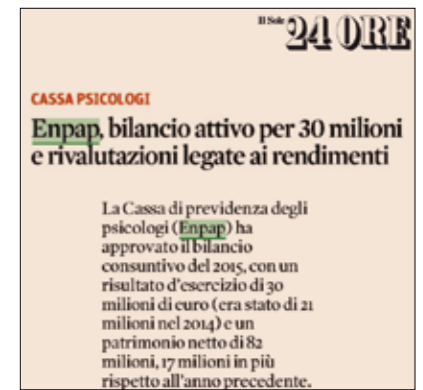 Il Sole 24 ORE
CASSA PSICOLOGI
Enpap, bilancio attivo per 30 milioni
e rivalutazioni legate ai rendimenti
La Cassa di previdenza degli
psicologi (Enpap) ha
approvato il bilancio
consuntivo del 2015, con un
risultato d'esercizio di 30
milioni di euro (era stato di 21
milioni nel 2014) e un
patrimonio netto di 82
milioni, 17 milioni in più
rispetto all'anno precedente.